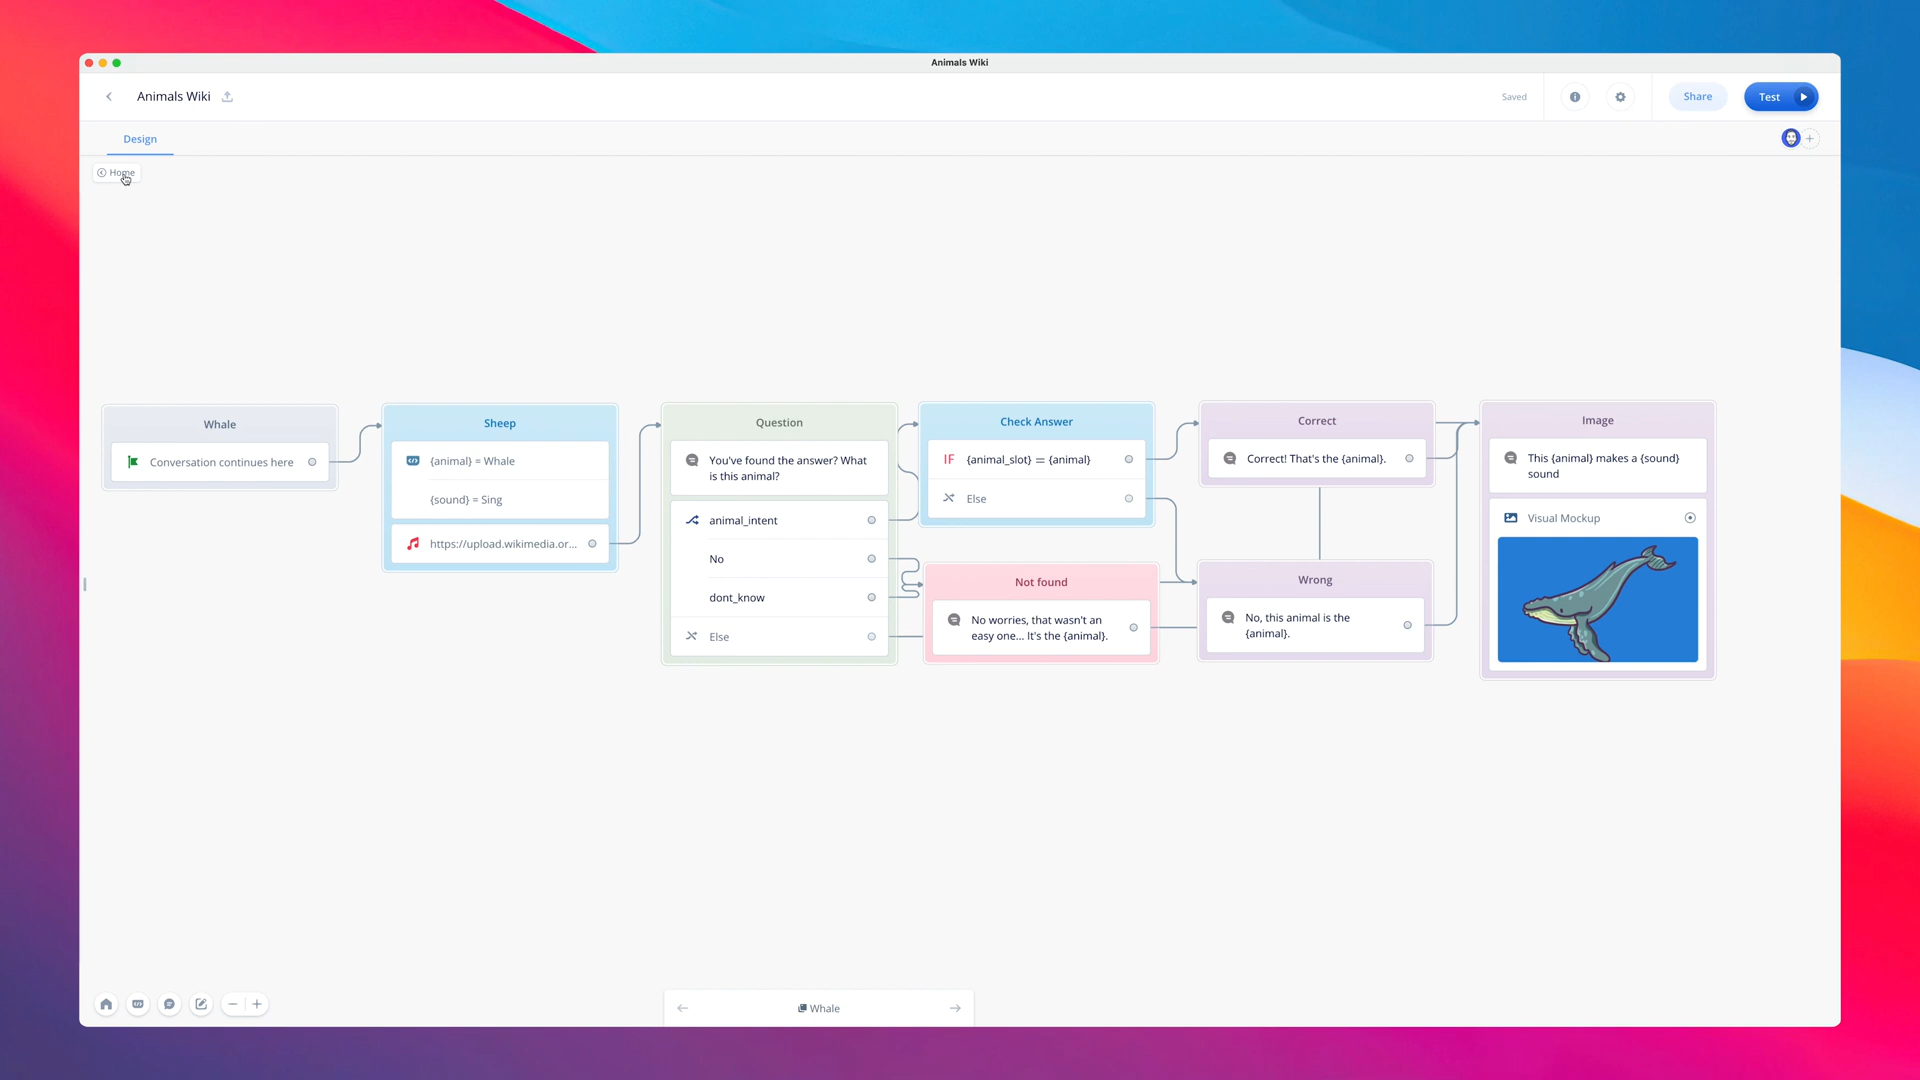 Animals Wiki
Animals Wiki
Saved
Share
Test
Design
Home
Whale
Conversation continues here
Sheep
{animal} = Whale
{sound} = Sing
https://upload.wikimedia.or...
Question
You've found the answer? What
is this animal?
animal_intent
No
dont_know
Else
Check Answer
IF {animal_slot} = {animal}
Else
Not found
No worries, that wasn't an
easy one... It's the {animal}.
Correct
Correct! That's the {animal}.
Wrong
No, this animal is the
{animal}.
Image
This {animal} makes a {sound}
sound
Visual Mockup
Whale